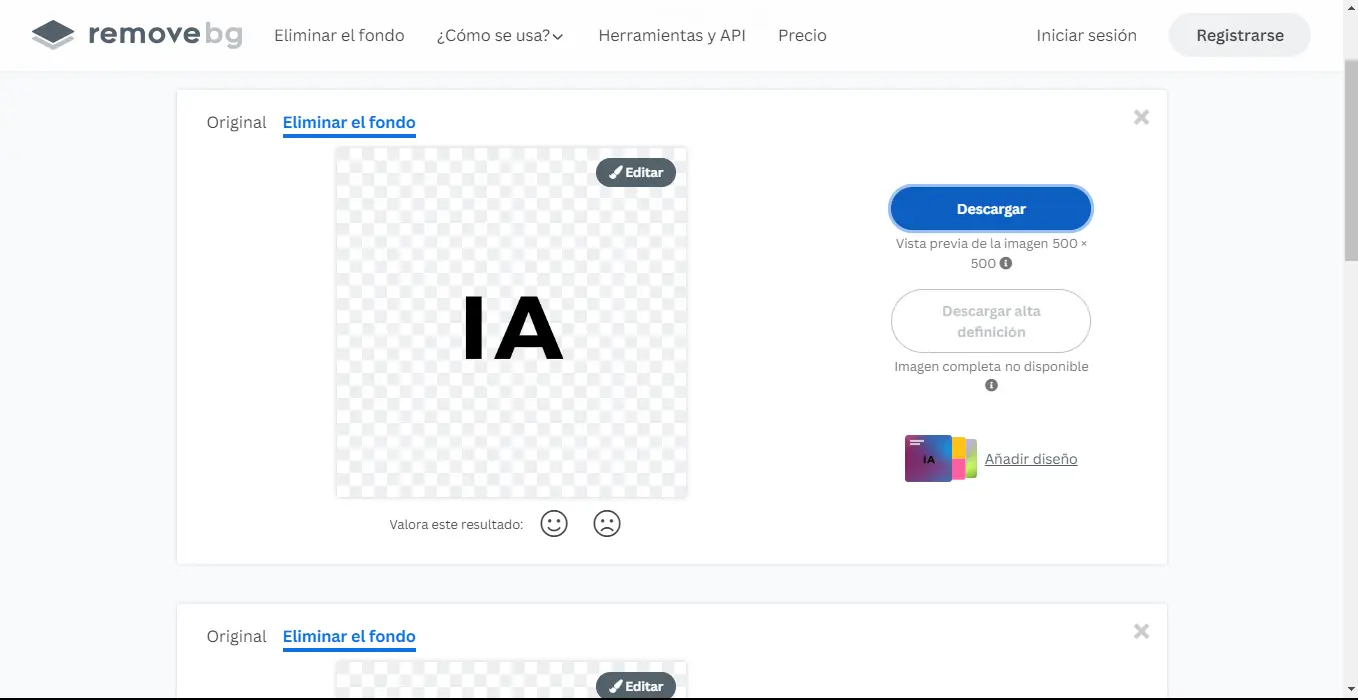 removebg
Eliminar el fondo
¿Cómo se usa?
Herramientas y API
Precio
Iniciar sesión
Registrarse
Original
Eliminar el fondo
Editar
IA
Descargar
Vista previa de la imagen 500 ×
500
Descargar alta
definición
Imagen completa no disponible
IA
Añadir diseño
Valora este resultado:
Original
Eliminar el fondo
Editar